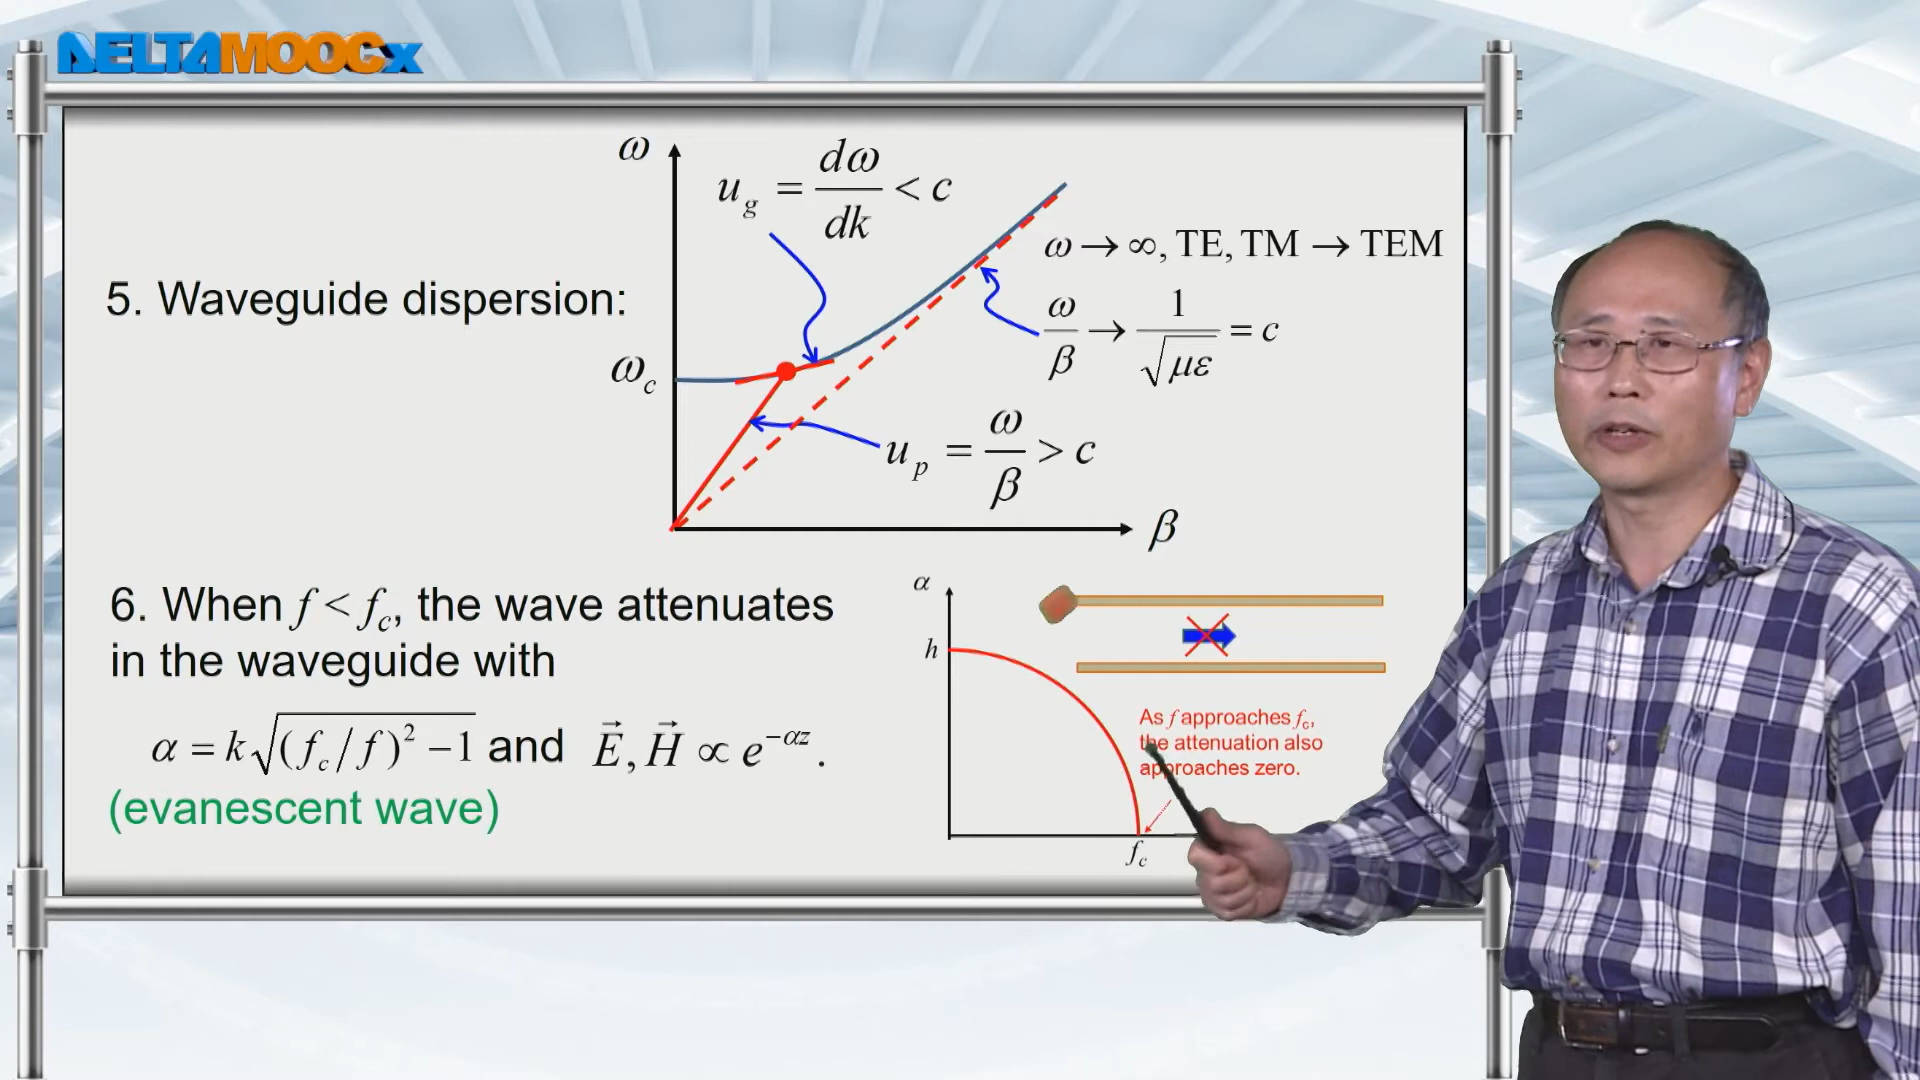 DELTAMOOCx
ω
u_g = dω/dk < c
ω → ∞, TE, TM → TEM
5. Waveguide dispersion:
ω/β → 1/√με = c
ω_c
u_p = ω/β > c
β
6. When f < f_c, the wave attenuates
in the waveguide with
α = k√(f_c/f)² −1 and E⃗, H⃗ ∝ e^−αz.
(evanescent wave)
α
h
As f approaches f_c,
the attenuation also
approaches zero.
f_c